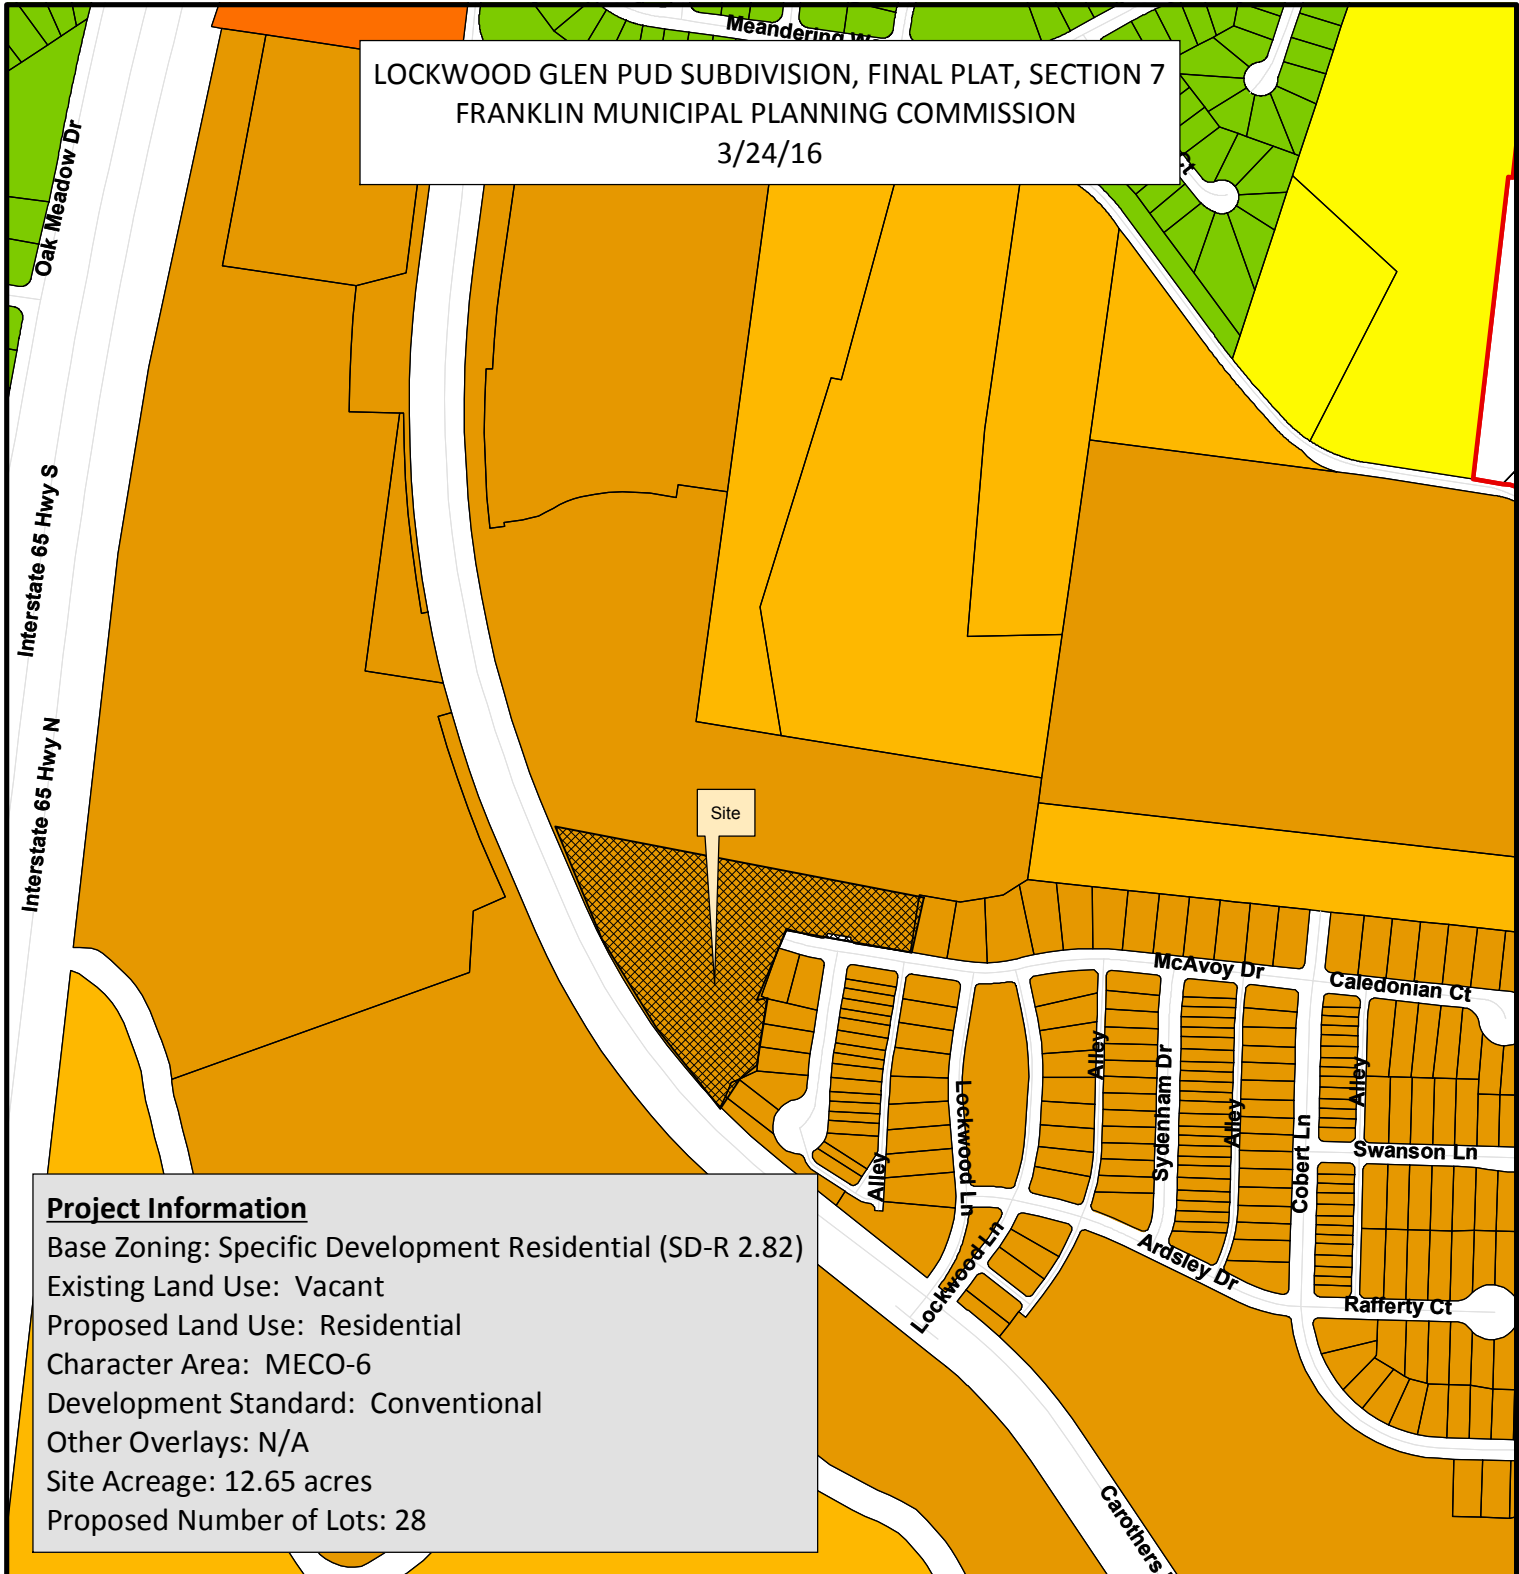 Meandering
LOCKWOOD GLEN PUD SUBDIVISION, FINAL PLAT, SECTION 7
FRANKLIN MUNICIPAL PLANNING COMMISSION
3/24/16
Ct
Oak Meadow Dr
Interstate 65 Hwy S
Interstate 65 Hwy N
Site
McAvoy Dr
Caledonian Ct
Alley
Alley
Alley
Alley
Sydenham Dr
Lockwood Ln
Cobert Ln
Swanson Ln
Lockwood Ln
Ardsley Dr
Rafferty Ct
Carothers
Project Information
Base Zoning: Specific Development Residential (SD-R 2.82)
Existing Land Use: Vacant
Proposed Land Use: Residential
Character Area: MECO-6
Development Standard: Conventional
Other Overlays: N/A
Site Acreage: 12.65 acres
Proposed Number of Lots: 28